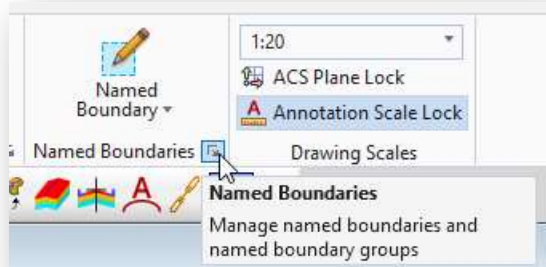 1:20
Named
Boundary
ACS Plane Lock
A Annotation Scale Lock
Named Boundaries
Drawing Scales
A
Named Boundaries
Manage named boundaries and
named boundary groups